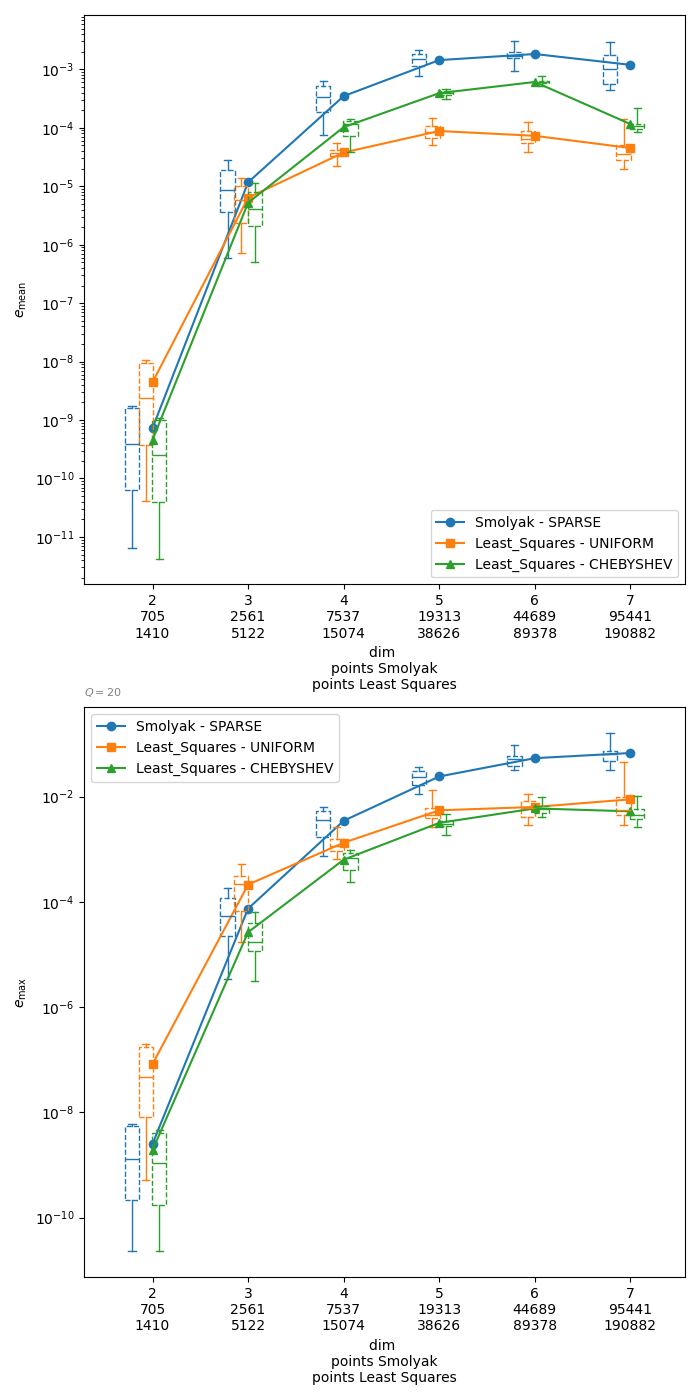 10⁻³
10⁻⁴
10⁻⁵
10⁻⁶
10⁻⁷
10⁻⁸
10⁻⁹
10⁻¹⁰
10⁻¹¹
e_mean
Smolyak - SPARSE
Least_Squares - UNIFORM
Least_Squares - CHEBYSHEV
2 3 4 5 6 7
705 2561 7537 19313 44689 95441
1410 5122 15074 38626 89378 190882
dim
points Smolyak
points Least Squares
Q = 20
Smolyak - SPARSE
Least_Squares - UNIFORM
Least_Squares - CHEBYSHEV
10⁻²
10⁻⁴
10⁻⁶
10⁻⁸
10⁻¹⁰
e_max
2 3 4 5 6 7
705 2561 7537 19313 44689 95441
1410 5122 15074 38626 89378 190882
dim
points Smolyak
points Least Squares